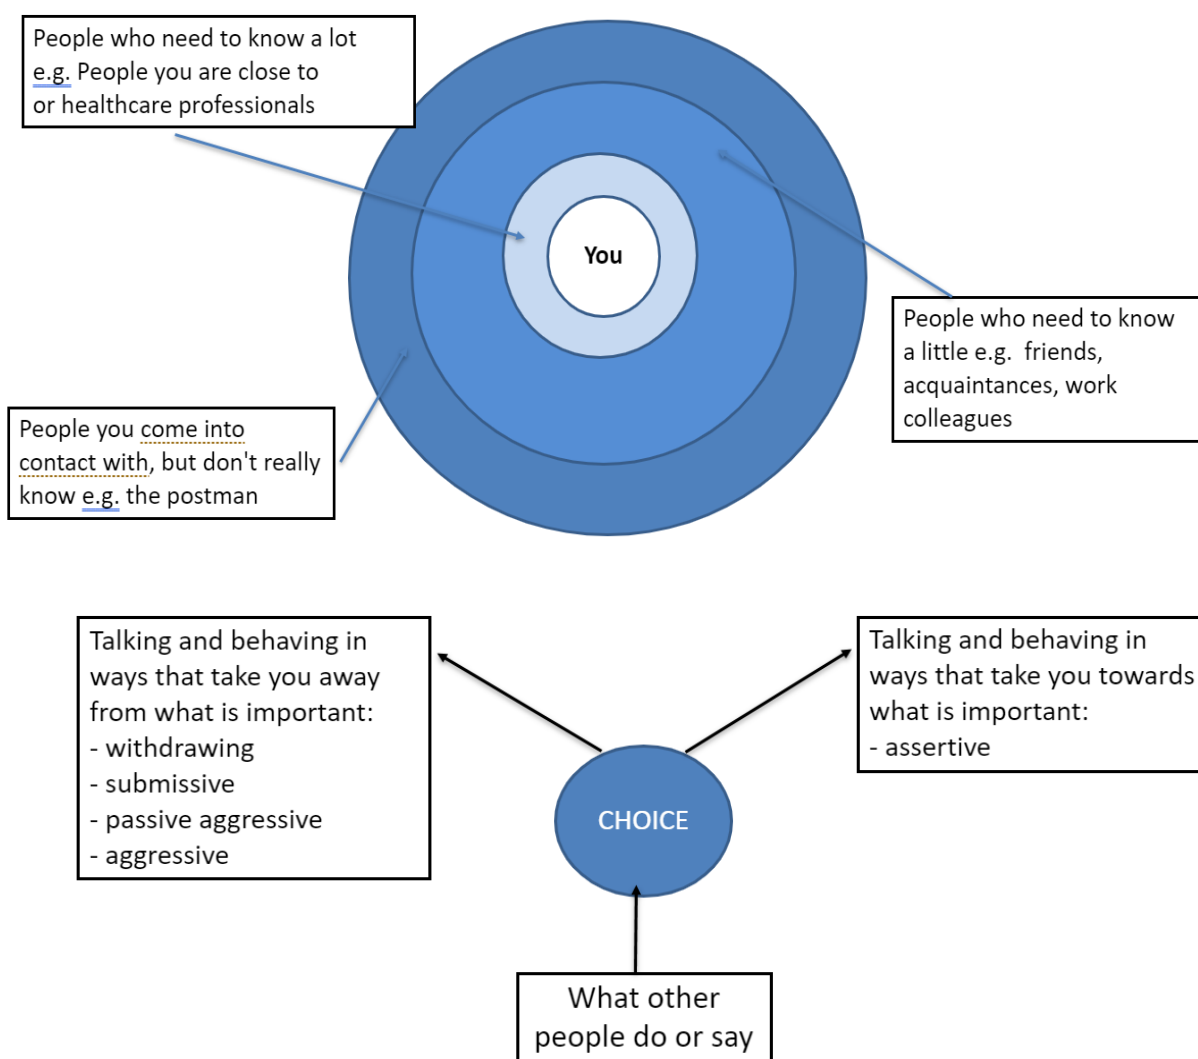 People who need to know a lot
e.g. People you are close to
or healthcare professionals
You
People who need to know
a little e.g.  friends,
acquaintances, work
colleagues
People you come into
contact with, but don't really
know e.g. the postman
Talking and behaving in
ways that take you away
from what is important:
- withdrawing
- submissive
- passive aggressive
- aggressive
Talking and behaving in
ways that take you towards
what is important:
- assertive
CHOICE
What other
people do or say